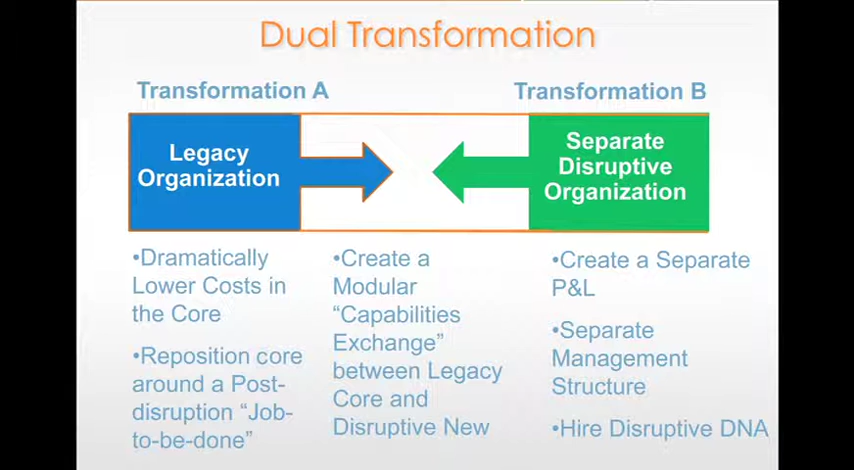 Dual Transformation
Transformation A
Transformation B
Legacy
Organization
Separate
Disruptive
Organization
•Dramatically
Lower Costs in
the Core
•Reposition core
around a Post-
disruption “Job-
to-be-done”
•Create a
Modular
“Capabilities
Exchange”
between Legacy
Core and
Disruptive New
•Create a Separate
P&L
•Separate
Management
Structure
•Hire Disruptive DNA